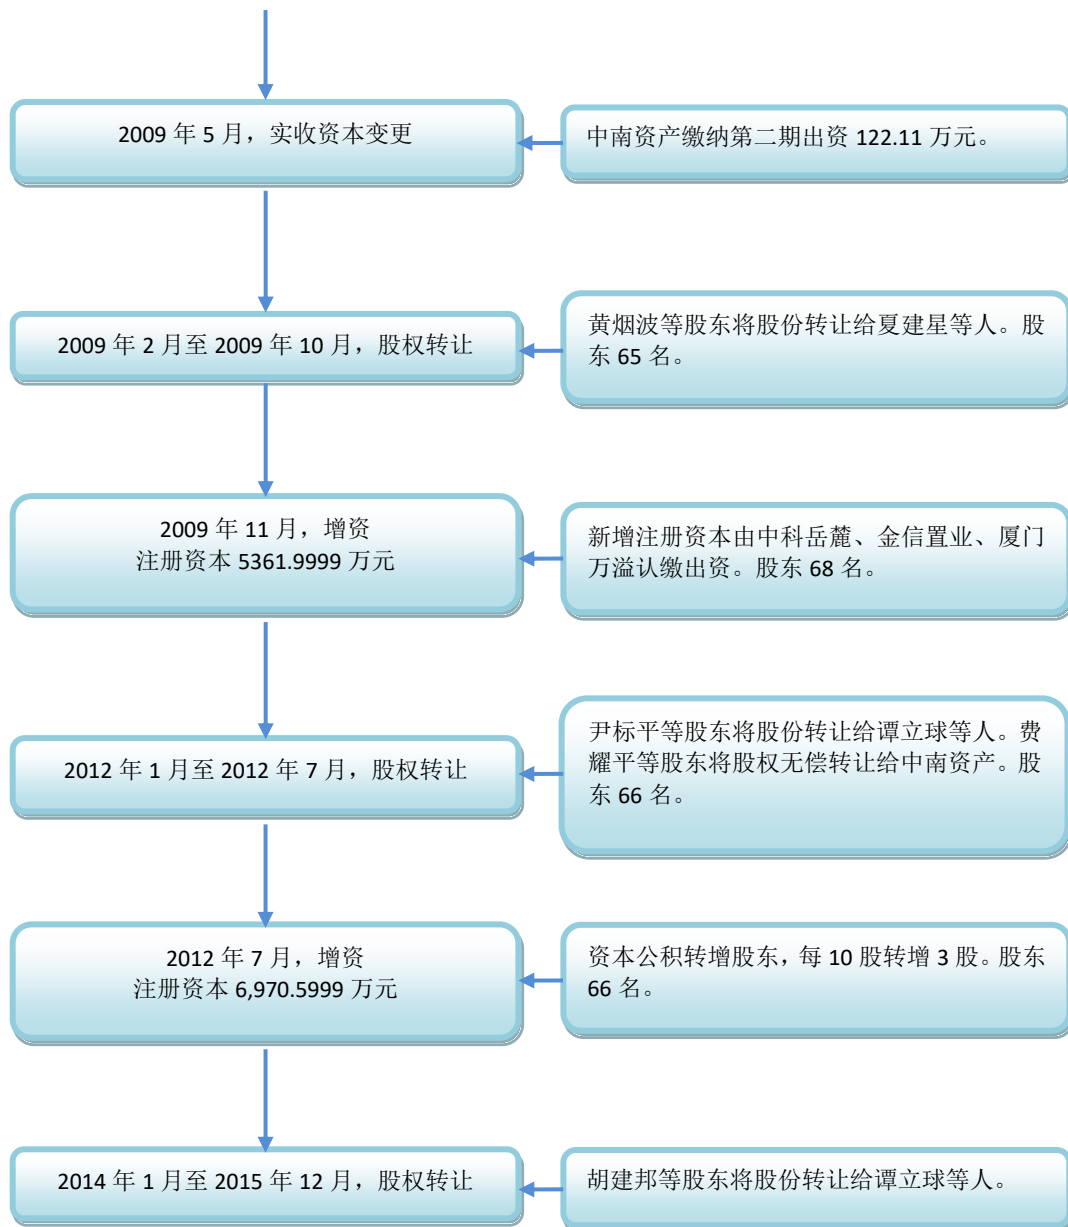 2009 年 5 月，实收资本变更
中南资产缴纳第二期出资 122.11 万元。
2009 年 2 月至 2009 年 10 月，股权转让
黄烟波等股东将股份转让给夏建星等人。股
东 65 名。
2009 年 11 月，增资
注册资本 5361.9999 万元
新增注册资本由中科岳麓、金信置业、厦门
万溢认缴出资。股东 68 名。
2012 年 1 月至 2012 年 7 月，股权转让
尹标平等股东将股份转让给谭立球等人。费
耀平等股东将股权无偿转让给中南资产。股
东 66 名。
2012 年 7 月，增资
注册资本 6,970.5999 万元
资本公积转增股东，每 10 股转增 3 股。股东
66 名。
2014 年 1 月至 2015 年 12 月，股权转让
胡建邦等股东将股份转让给谭立球等人。